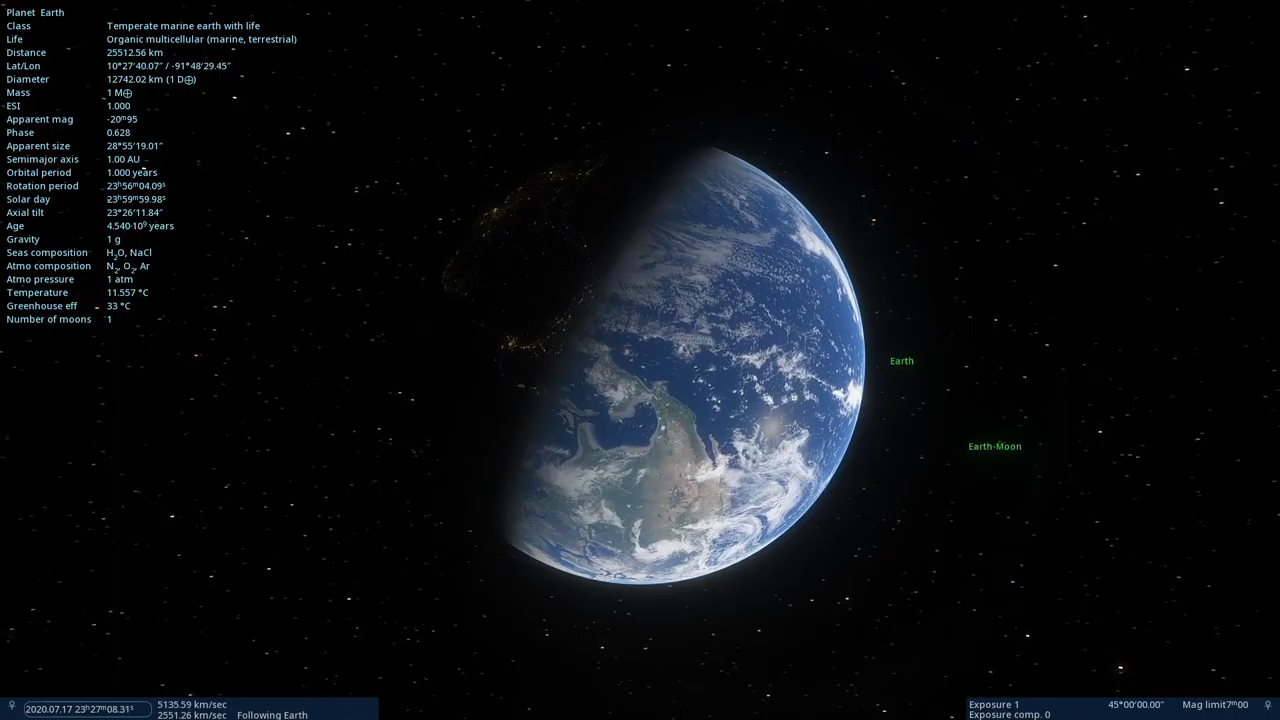 Planet Earth
Class Temperate marine earth with life
Life Organic multicellular (marine, terrestrial)
Distance 25512.56 km
Lat/Lon 10°27′40.07″ / -91°48′29.45″
Diameter 12742.02 km (1 D⊕)
Mass 1 M⊕
ESI 1.000
Apparent mag -20ᵐ95
Phase 0.628
Apparent size 28°55′19.01″
Semimajor axis 1.00 AU
Orbital period 1.000 years
Rotation period 23ʰ56ᵐ04.09ˢ
Solar day 23ʰ59ᵐ59.98ˢ
Axial tilt 23°26′11.84″
Age 4.540·10⁹ years
Gravity 1 g
Seas composition H₂O, NaCl
Atmo composition N₂, O₂, Ar
Atmo pressure 1 atm
Temperature 11.557 °C
Greenhouse eff 33 °C
Number of moons 1
Earth
Earth-Moon
2020.07.17 23ʰ27ᵐ08.31ˢ
5135.59 km/sec
2551.26 km/sec Following Earth
Exposure 1 45°00′00.00″ Mag limit7ᵐ00
Exposure comp. 0